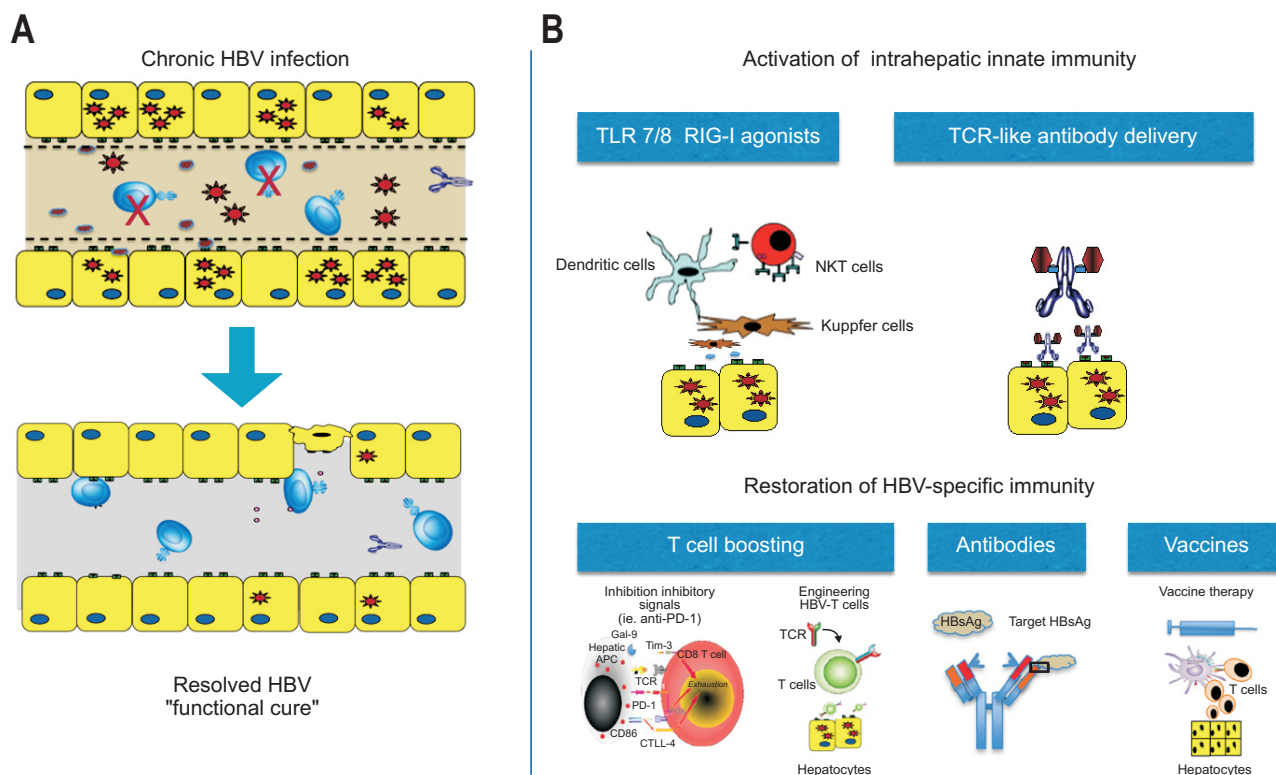 A
Chronic HBV infection
Resolved HBV
"functional cure"
B
Activation of intrahepatic innate immunity
TLR 7/8 RIG-I agonists
TCR-like antibody delivery
Dendritic cells
NKT cells
Kuppfer cells
Restoration of HBV-specific immunity
T cell boosting
Antibodies
Vaccines
Inhibition inhibitory
signals
(ie. anti-PD-1)
Gal-9
Hepatic
APC
Tim-3
CD8 T cell
TCR
Exhaustion
PD-1
CD86
CTLL-4
Engineering
HBV-T cells
TCR
T cells
Hepatocytes
HBsAg
Target HBsAg
Vaccine therapy
T cells
Hepatocytes